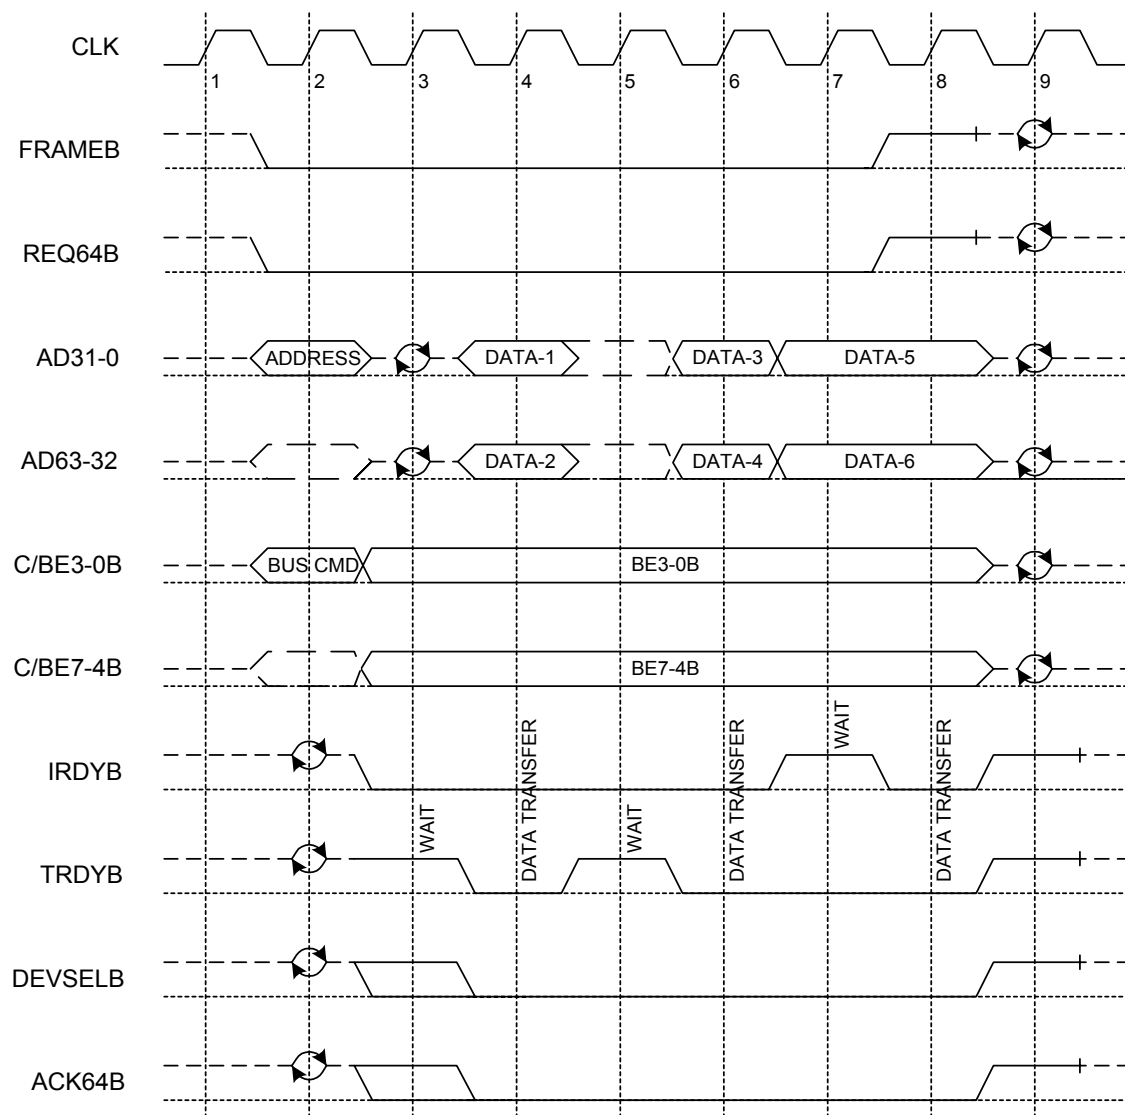 CLK
1 2 3 4 5 6 7 8 9
FRAMEB
REQ64B
AD31-0 ADDRESS DATA-1 DATA-3 DATA-5
AD63-32 DATA-2 DATA-4 DATA-6
C/BE3-0B BUS CMD BE3-0B
C/BE7-4B BE7-4B
IRDYB
WAIT
DATA TRANSFER
WAIT
DATA TRANSFER
WAIT
DATA TRANSFER
TRDYB
DEVSELB
ACK64B